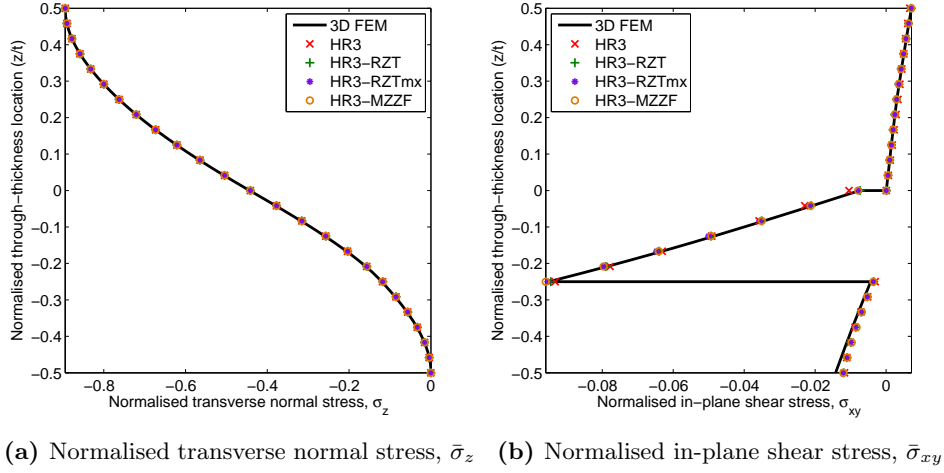 0.5
0.4
0.3
0.2
0.1
0
−0.1
−0.2
−0.3
−0.4
−0.5
Normalised through−thickness location (z/t)
3D FEM
HR3
HR3−RZT
HR3−RZTmx
HR3−MZZF
−0.8
−0.6
−0.4
−0.2
0
Normalised transverse normal stress, σz
0.5
0.4
0.3
0.2
0.1
0
−0.1
−0.2
−0.3
−0.4
−0.5
Normalised through−thickness location (z/t)
3D FEM
HR3
HR3−RZT
HR3−RZTmx
HR3−MZZF
−0.08
−0.06
−0.04
−0.02
0
Normalised in−plane shear stress, σxy
(a) Normalised transverse normal stress, σ̄z
(b) Normalised in-plane shear stress, σ̄xy